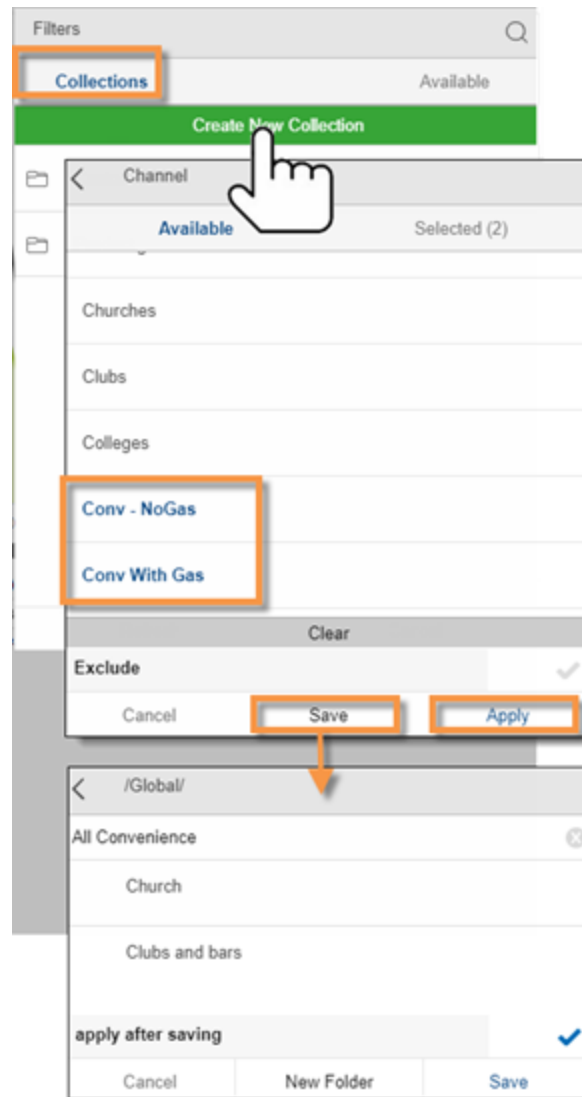 Filters
Collections Available
Create New Collection
Channel
Available Selected (2)
Churches
Clubs
Colleges
Conv - NoGas
Conv With Gas
Clear
Exclude
Cancel Save Apply
/Global/
All Convenience
Church
Clubs and bars
apply after saving
Cancel New Folder Save